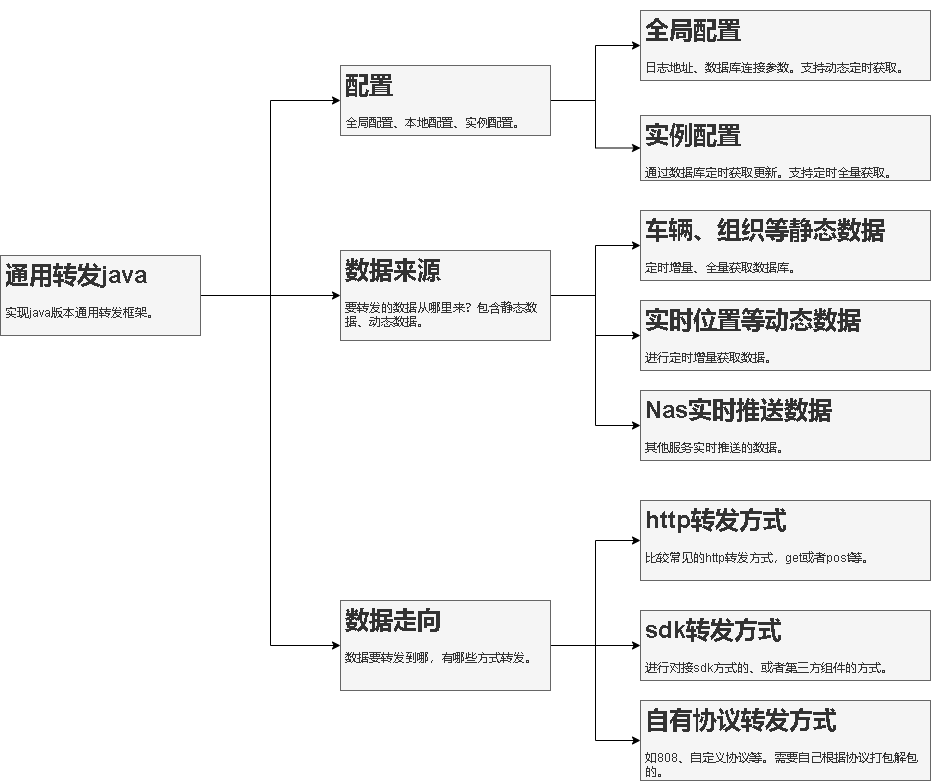 通用转发java
实现java版本通用转发框架。
配置
全局配置、本地配置、实例配置。
全局配置
日志地址、数据库连接参数。支持动态定时获取。
实例配置
通过数据库定时获取更新。支持定时全量获取。
数据来源
要转发的数据从哪里来？包含静态数
据、动态数据。
车辆、组织等静态数据
定时增量、全量获取数据库。
实时位置等动态数据
进行定时增量获取数据。
Nas实时推送数据
其他服务实时推送的数据。
数据走向
数据要转发到哪，有哪些方式转发。
http转发方式
比较常见的http转发方式，get或者post等。
sdk转发方式
进行对接sdk方式的、或者第三方组件的方式。
自有协议转发方式
如808、自定义协议等。需要自己根据协议打包解包
的。